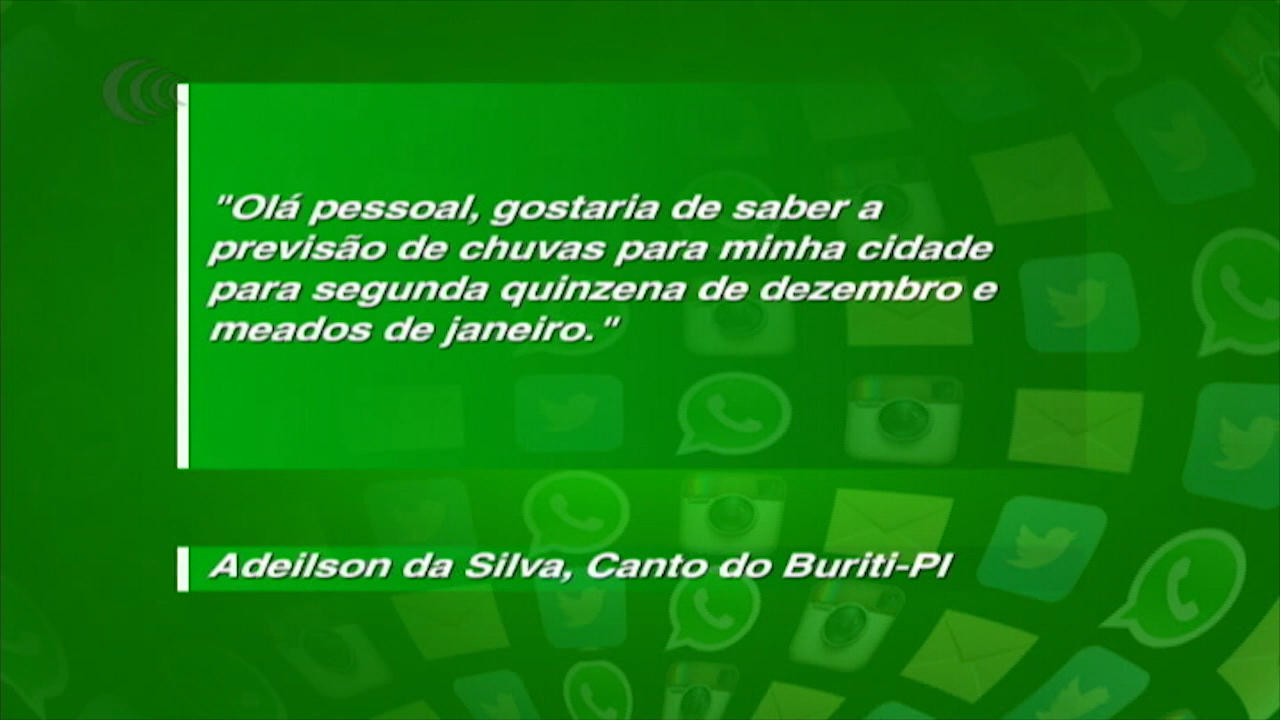 "Olá pessoal, gostaria de saber a
previsão de chuvas para minha cidade
para segunda quinzena de dezembro e
meados de janeiro."
Adeilson da Silva, Canto do Buriti-PI